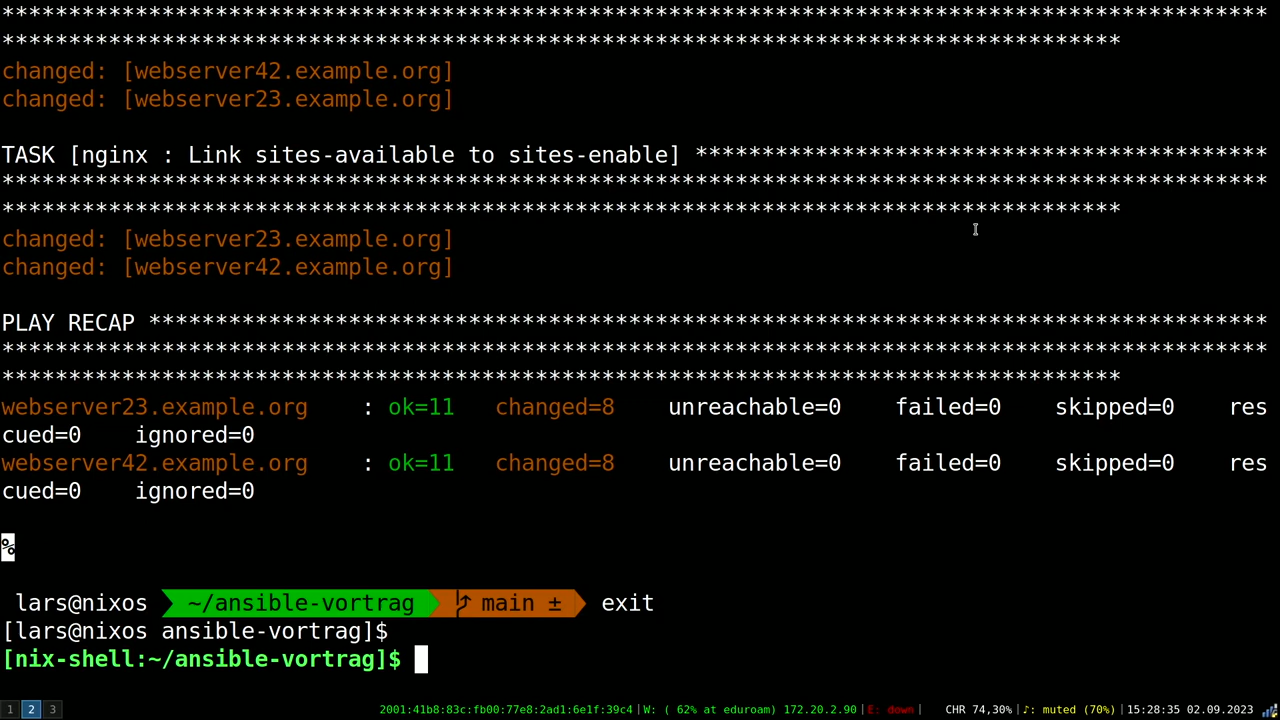 ***********************************************************************************************
************************************************************************************
changed: [webserver42.example.org]
changed: [webserver23.example.org]
TASK [nginx : Link sites-available to sites-enable] *******************************************
***********************************************************************************************
************************************************************************************
changed: [webserver23.example.org]
changed: [webserver42.example.org]
PLAY RECAP ************************************************************************************
***********************************************************************************************
************************************************************************************
webserver23.example.org    : ok=11   changed=8    unreachable=0    failed=0    skipped=0    res
cued=0    ignored=0
webserver42.example.org    : ok=11   changed=8    unreachable=0    failed=0    skipped=0    res
cued=0    ignored=0
%
lars@nixos ~/ansible-vortrag main ± exit
[lars@nixos ansible-vortrag]$
[nix-shell:~/ansible-vortrag]$
1 2 3 2001:41b8:83c:fb00:77e8:2ad1:6e1f:39c4|W: ( 62% at eduroam) 172.20.2.90|E: down| CHR 74,30%|♪: muted (70%)|15:28:35 02.09.2023